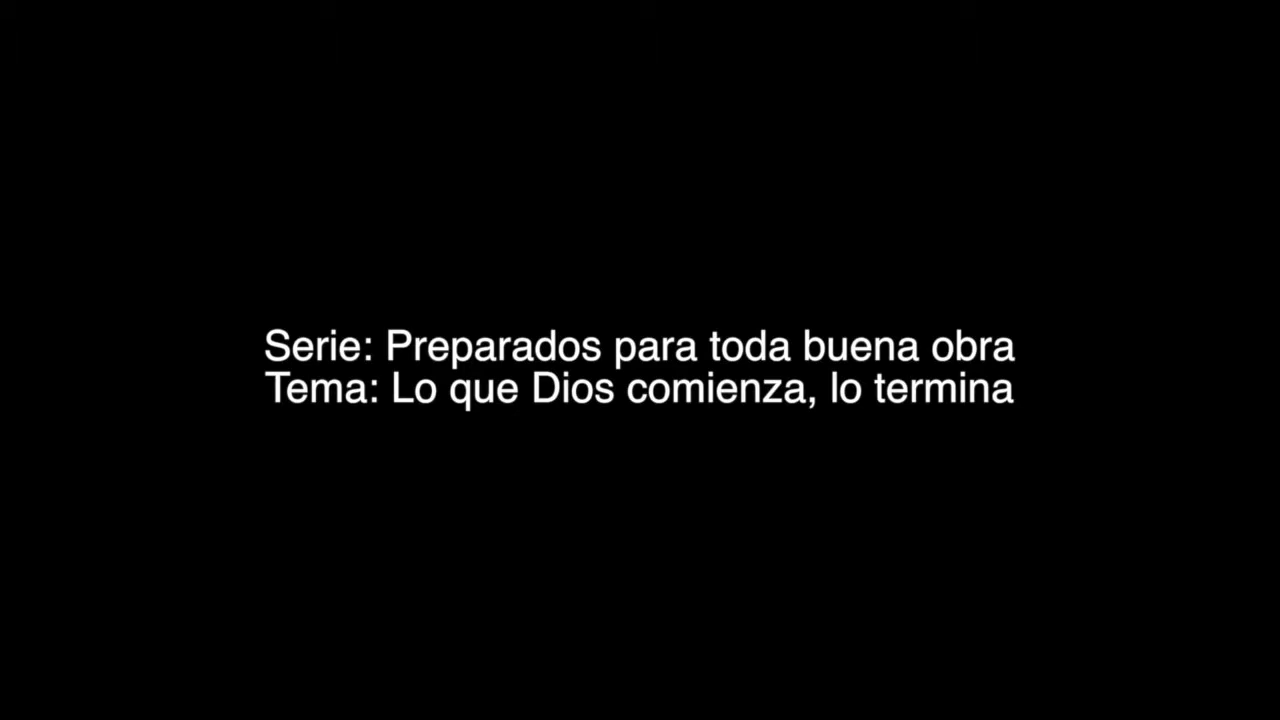 Serie: Preparados para toda buena obra
Tema: Lo que Dios comienza, lo termina